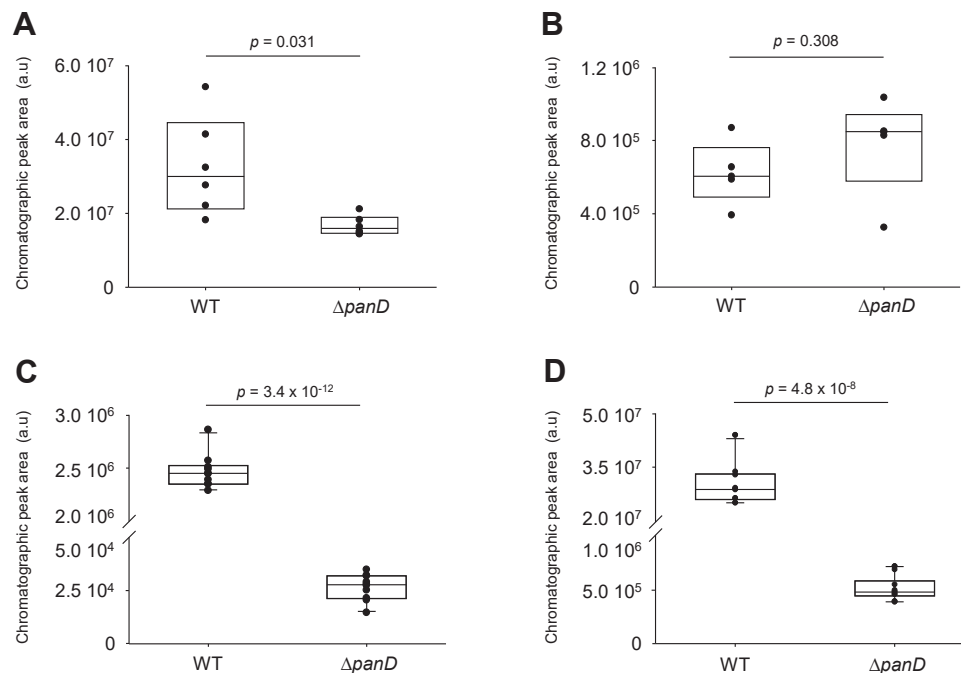 A
p = 0.031
Chromatographic peak area (a.u)
6.0 10⁷
4.0 10⁷
2.0 10⁷
0
WT
ΔpanD
B
p = 0.308
Chromatographic peak area (a.u)
1.2 10⁶
8.0 10⁵
4.0 10⁵
0
WT
ΔpanD
C
p = 3.4 x 10⁻¹²
Chromatographic peak area (a.u)
3.0 10⁶
2.5 10⁶
2.0 10⁶
5.0 10⁴
2.5 10⁴
0
WT
ΔpanD
D
p = 4.8 x 10⁻⁸
Chromatographic peak area (a.u)
5.0 10⁷
3.5 10⁷
2.0 10⁷
1.0 10⁶
5.0 10⁵
0
WT
ΔpanD